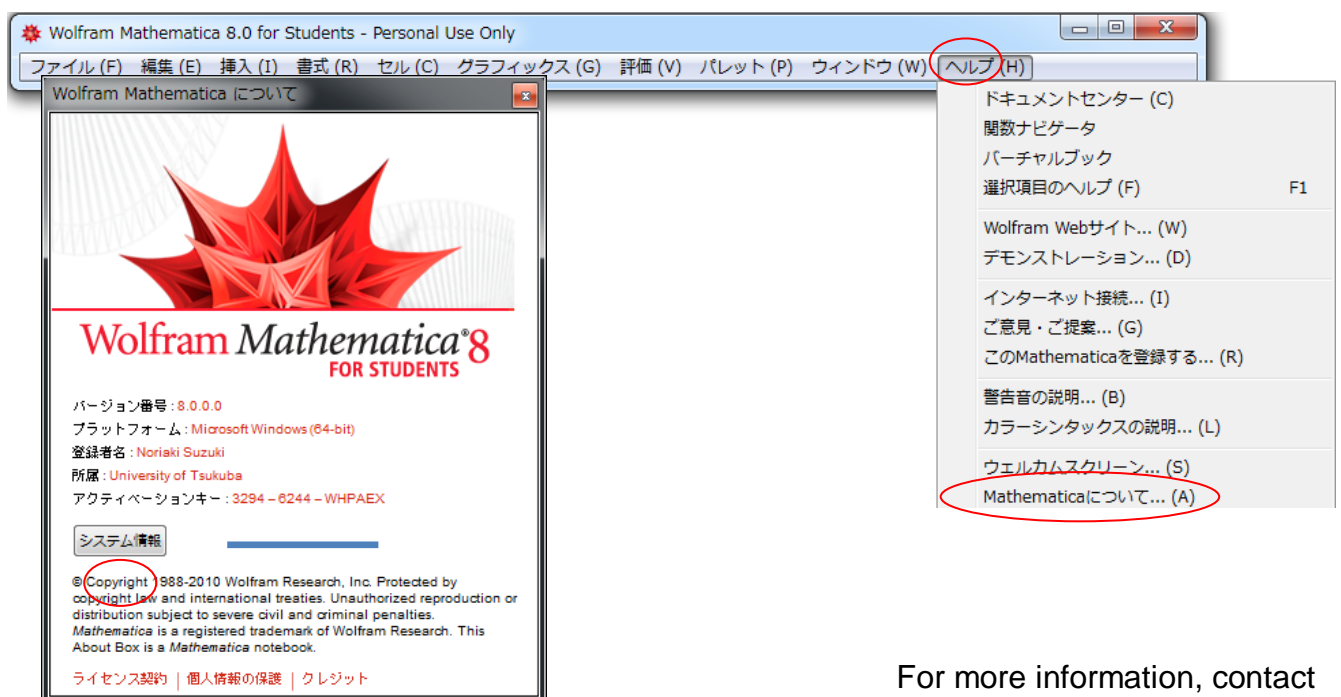 Wolfram Mathematica 8.0 for Students - Personal Use Only
ファイル (F) 編集 (E) 挿入 (I) 書式 (R) セル (C) グラフィックス (G) 評価 (V) パレット (P) ウィンドウ (W) ヘルプ (H)
Wolfram Mathematica について
Wolfram Mathematica®8
FOR STUDENTS
バージョン番号 : 8.0.0.0
プラットフォーム : Microsoft Windows (64-bit)
登録者名 : Noriaki Suzuki
所属 : University of Tsukuba
アクティベーションキー : 3294 – 6244 – WHPAEX
システム情報
© Copyright 1988-2010 Wolfram Research, Inc. Protected by
copyright law and international treaties. Unauthorized reproduction or
distribution subject to severe civil and criminal penalties.
Mathematica is a registered trademark of Wolfram Research. This
About Box is a Mathematica notebook.
ライセンス契約 | 個人情報の保護 | クレジット
ドキュメントセンター (C)
関数ナビゲータ
バーチャルブック
選択項目のヘルプ (F) F1
Wolfram Webサイト... (W)
デモンストレーション... (D)
インターネット接続... (I)
ご意見・ご提案... (G)
このMathematicaを登録する... (R)
警告音の説明... (B)
カラーシンタックスの説明... (L)
ウェルカムスクリーン... (S)
Mathematicaについて... (A)
For more information, contact